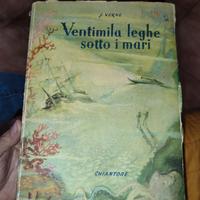 J. VERNE
Ventimila leghe
sotto i mari
CHIANTORE